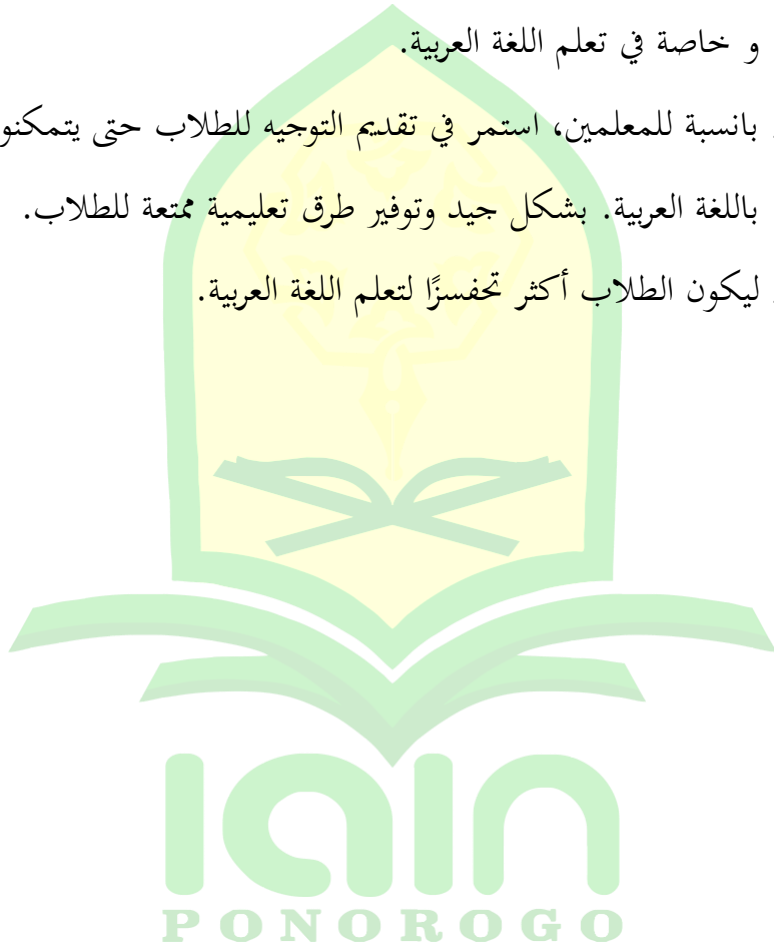 و خاصة في تعلم اللغة العربية.
بانسبة للمعلمين، استمر في تقديم التوجيه للطلاب حتى
باللغة العربية. بشكل جيد وتوفير طرق تعليمية ممتعة للطلاب.
ليكون الطلاب أكثر تحفسزًا لتعلم اللغة العربية.
iain
PONOROGO